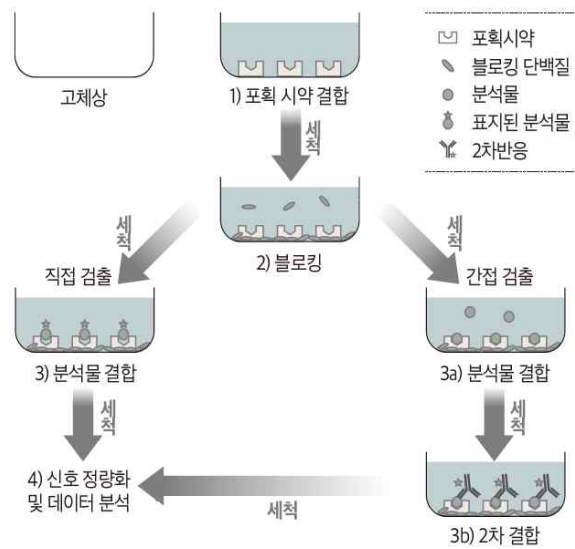 고체상
1) 포획 시약 결합
포획시약
블로킹 단백질
분석물
표지된 분석물
2차반응
세척
2) 블로킹
세척
세척
직접 검출
간접 검출
3) 분석물 결합
3a) 분석물 결합
세척
세척
4) 신호 정량화
및 데이터 분석
세척
3b) 2차 결합